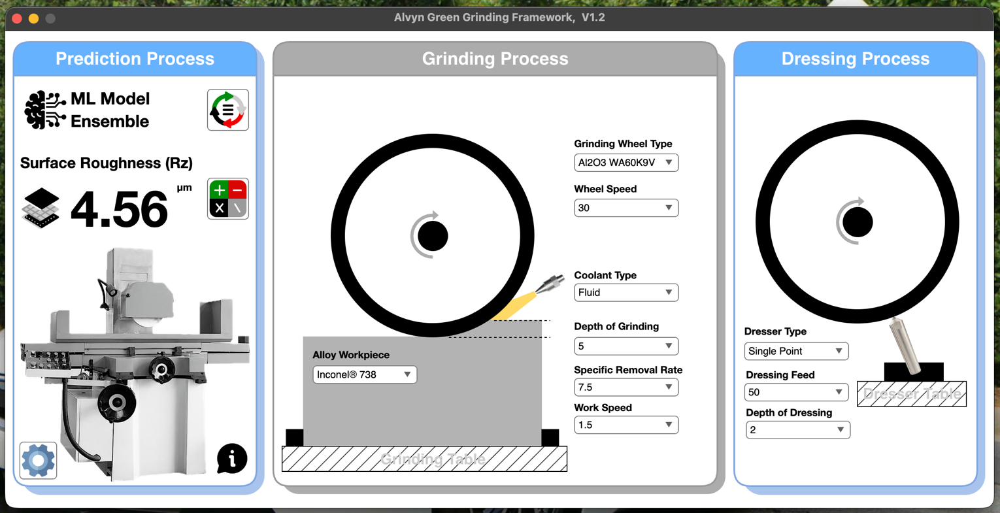 Alvyn Green Grinding Framework, V1.2
Prediction Process
ML Model
Ensemble
Surface Roughness (Rz)
4.56
µm
+ −
X \
Grinding Process
Grinding Wheel Type
Al2O3 WA60K9V
Wheel Speed
30
Coolant Type
Fluid
Depth of Grinding
5
Specific Removal Rate
7.5
Work Speed
1.5
Alloy Workpiece
Inconel® 738
Grinding Table
Dressing Process
Dresser Type
Single Point
Dressing Feed
50
Depth of Dressing
2
Dresser Table